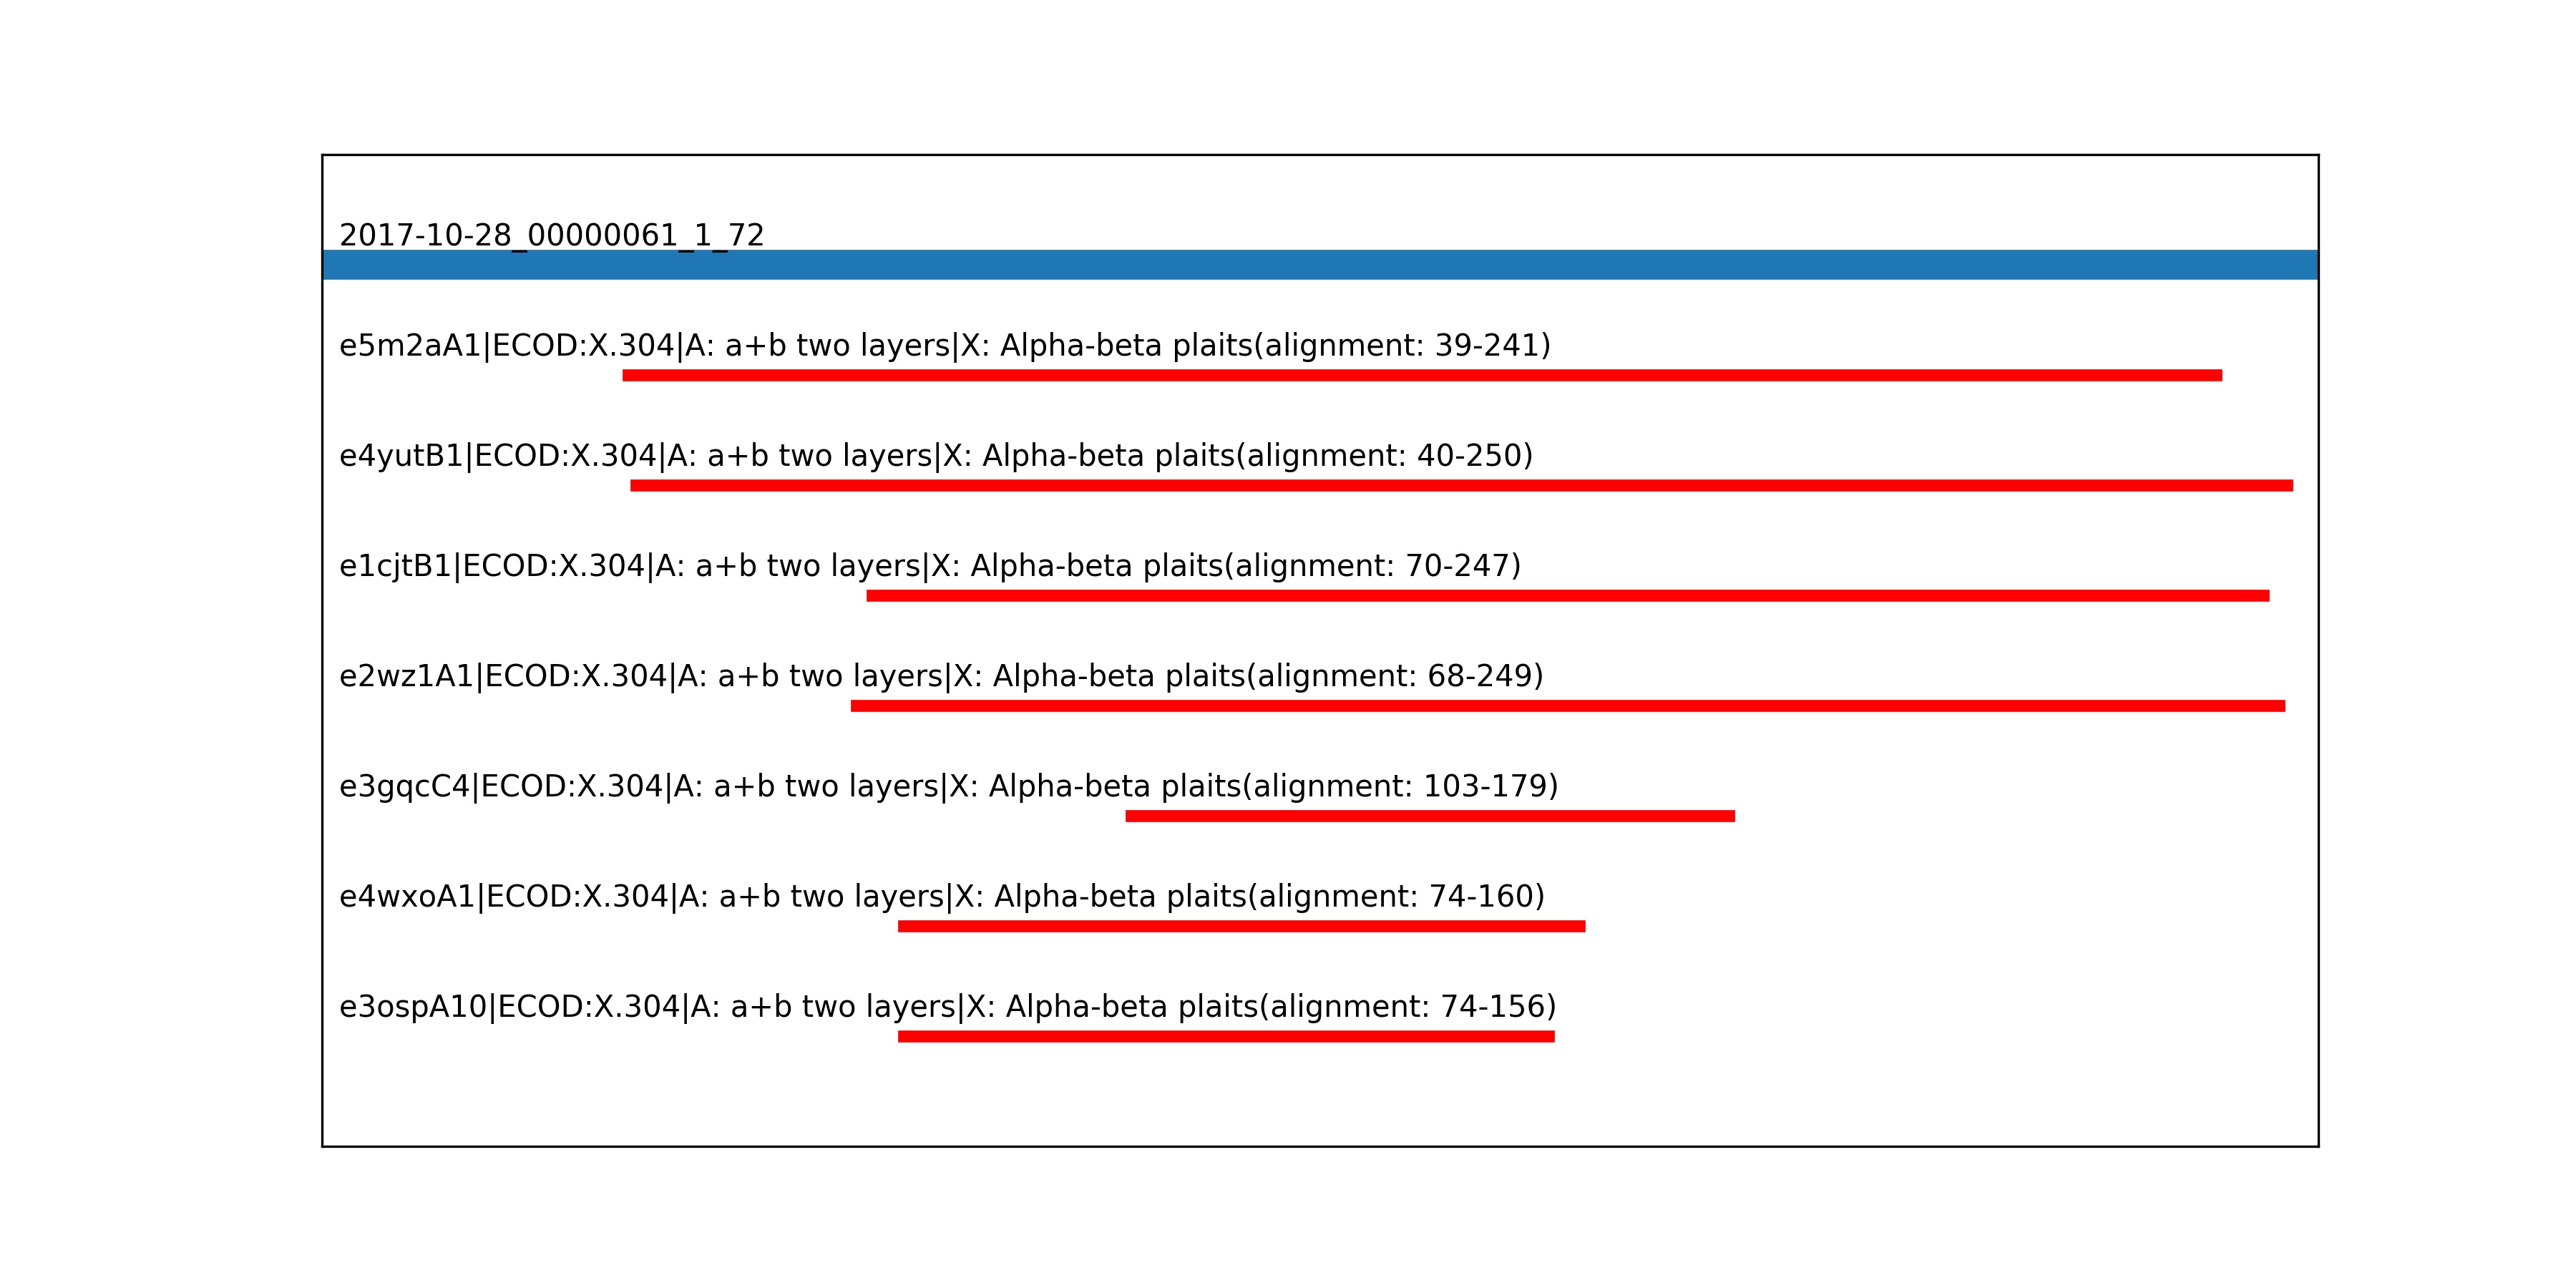 2017-10-28_00000061_1_72
e5m2aA1|ECOD:X.304|A: a+b two layers|X: Alpha-beta plaits(alignment: 39-241)
e4yutB1|ECOD:X.304|A: a+b two layers|X: Alpha-beta plaits(alignment: 40-250)
e1cjtB1|ECOD:X.304|A: a+b two layers|X: Alpha-beta plaits(alignment: 70-247)
e2wz1A1|ECOD:X.304|A: a+b two layers|X: Alpha-beta plaits(alignment: 68-249)
e3gqcC4|ECOD:X.304|A: a+b two layers|X: Alpha-beta plaits(alignment: 103-179)
e4wxoA1|ECOD:X.304|A: a+b two layers|X: Alpha-beta plaits(alignment: 74-160)
e3ospA10|ECOD:X.304|A: a+b two layers|X: Alpha-beta plaits(alignment: 74-156)